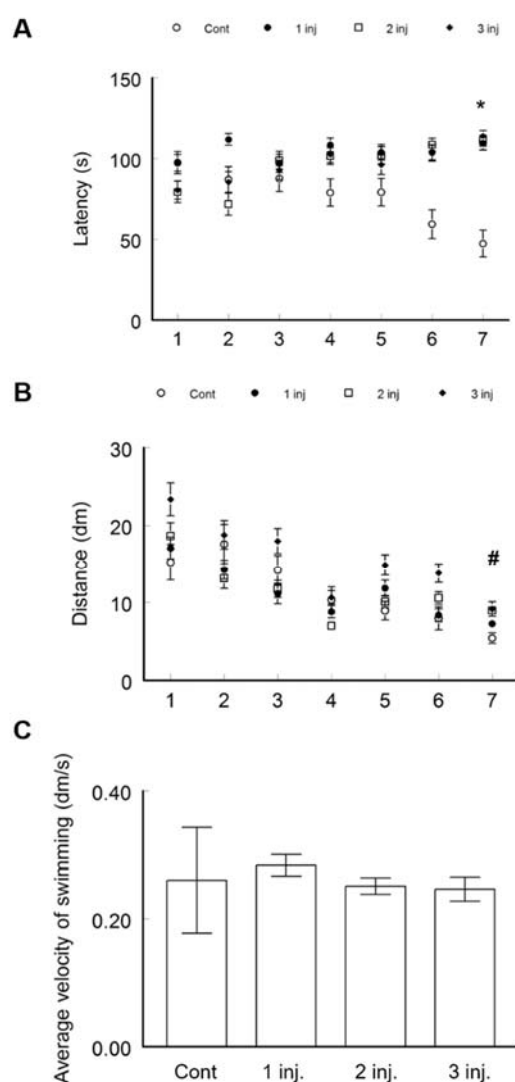 A
Cont 1 inj 2 inj 3 inj
150
*
100
Latency (s)
50
0
1 2 3 4 5 6 7
B
Cont 1 inj 2 inj 3 inj
30
#
20
Distance (dm)
10
0
1 2 3 4 5 6 7
C
Average velocity of swimming (dm/s)
0.40
0.20
0.00
Cont 1 inj. 2 inj. 3 inj.